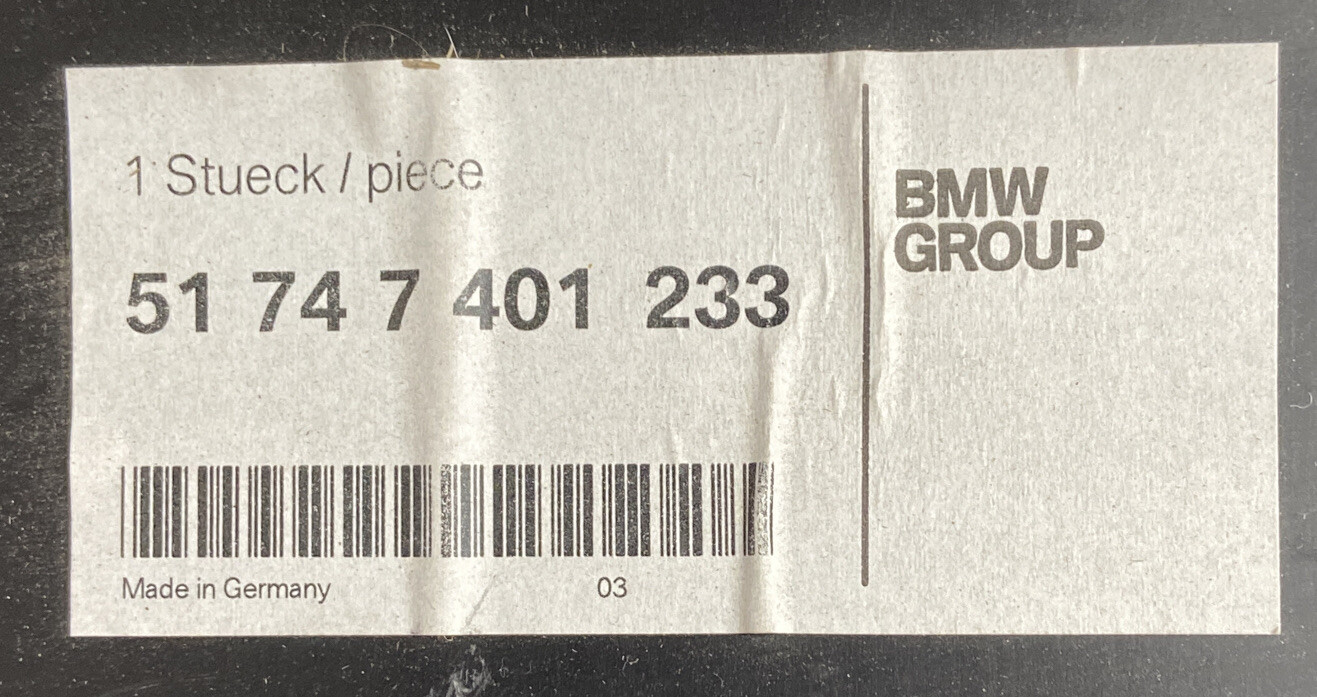 1 Stueck / piece
51 74 7 401 233
Made in Germany 03
BMW
GROUP